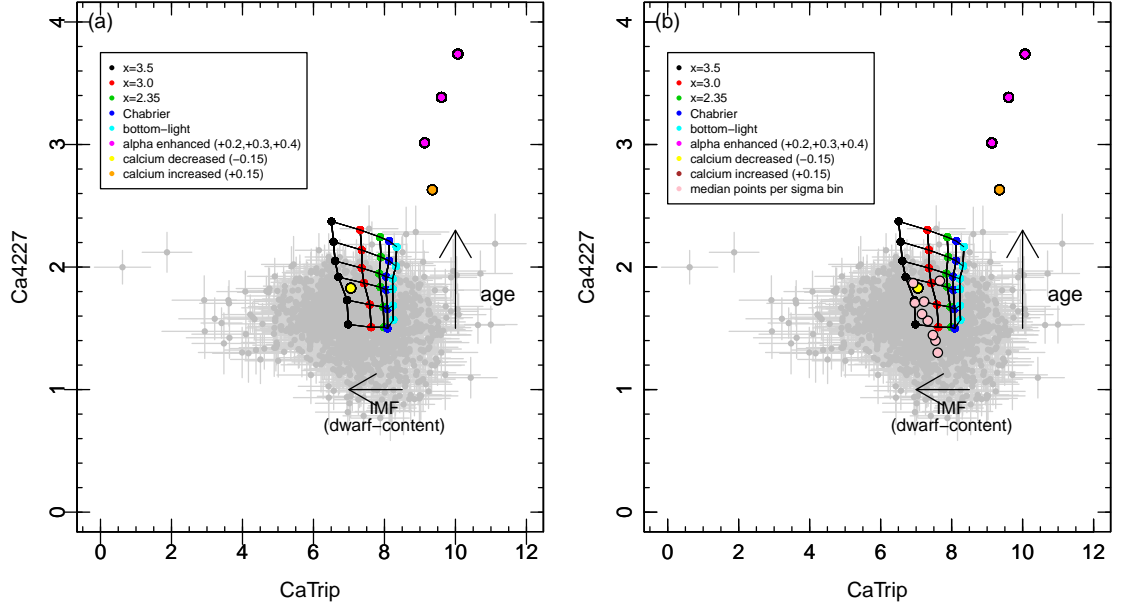 (a)
Ca4227
4
3
2
1
0
x=3.5
x=3.0
x=2.35
Chabrier
bottom−light
alpha enhanced (+0.2,+0.3,+0.4)
calcium decreased (−0.15)
calcium increased (+0.15)
age
IMF
(dwarf−content)
0 2 4 6 8 10 12
CaTrip
(b)
Ca4227
4
3
2
1
0
x=3.5
x=3.0
x=2.35
Chabrier
bottom−light
alpha enhanced (+0.2,+0.3,+0.4)
calcium decreased (−0.15)
calcium increased (+0.15)
median points per sigma bin
age
IMF
(dwarf−content)
0 2 4 6 8 10 12
CaTrip